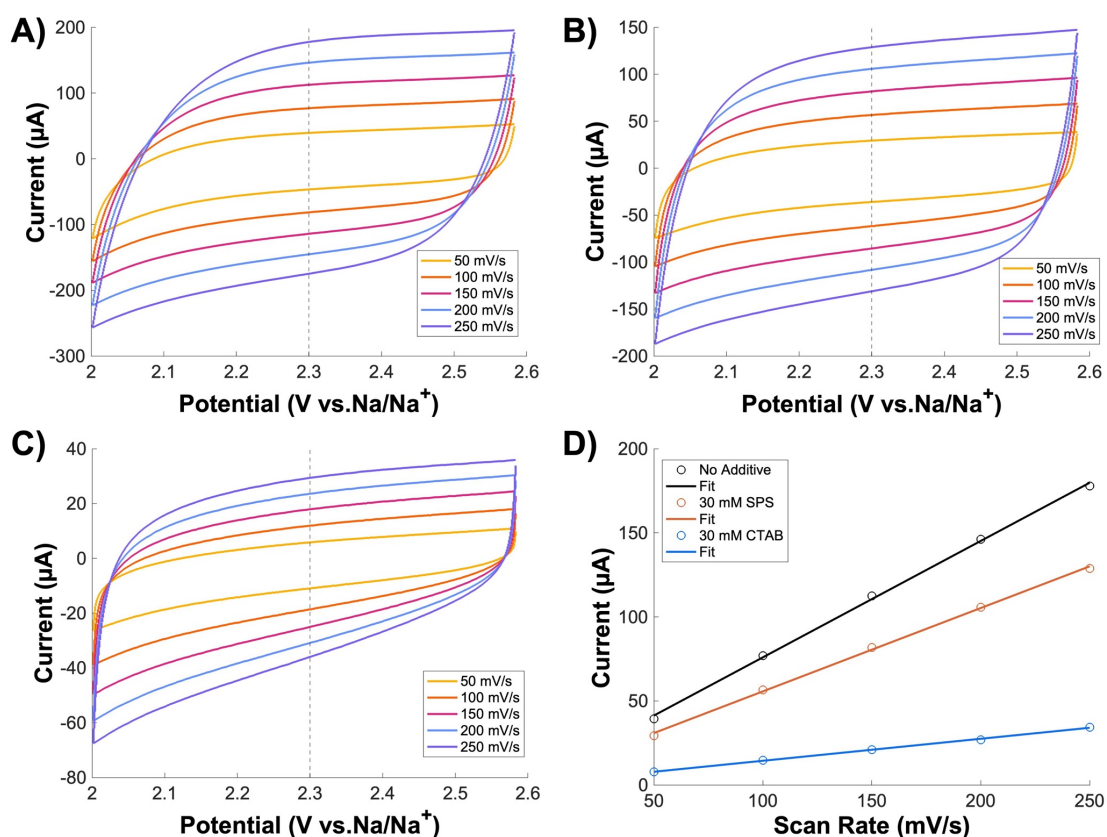 A)
200
100
0
-100
-200
-300
Current (µA)
50 mV/s
100 mV/s
150 mV/s
200 mV/s
250 mV/s
2
2.1
2.2
2.3
2.4
2.5
2.6
Potential (V vs.Na/Na+)
B)
150
100
50
0
-50
-100
-150
-200
Current (µA)
50 mV/s
100 mV/s
150 mV/s
200 mV/s
250 mV/s
2
2.1
2.2
2.3
2.4
2.5
2.6
Potential (V vs.Na/Na+)
C)
40
20
0
-20
-40
-60
-80
Current (µA)
50 mV/s
100 mV/s
150 mV/s
200 mV/s
250 mV/s
2
2.1
2.2
2.3
2.4
2.5
2.6
Potential (V vs.Na/Na+)
D)
200
150
100
50
0
Current (µA)
No Additive
Fit
30 mM SPS
Fit
30 mM CTAB
Fit
50
100
150
200
250
Scan Rate (mV/s)